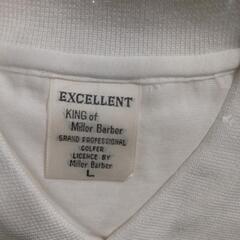 EXCELLENT
KING of
Miller Barber
GRAND PROFESSIONAL
GOLFER
LICENCE BY
Miller Barber
L